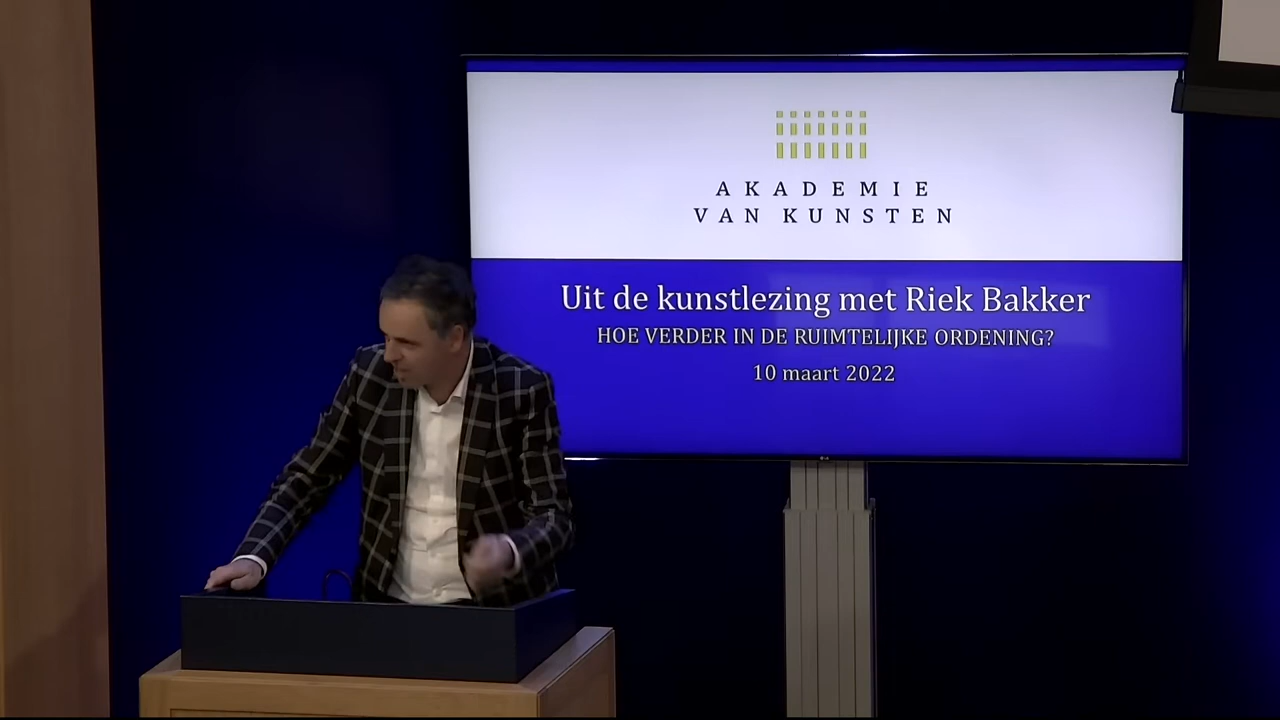 AKADEMIE
VAN KUNSTEN
Uit de kunstlezing met Riek Bakker
HOE VERDER IN DE RUIMTELIJKE ORDENING?
10 maart 2022